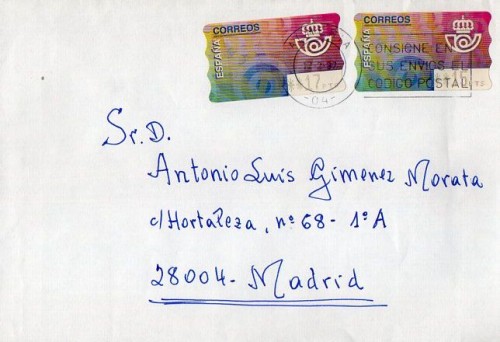 CORREOS
ESPAÑA
CORREOS
ESPAÑA
CONSIGNE EN
SUS ENVIOS EL
CODIGO POSTAL
-04-
Sr. D.
Antonio Luis Gimenez Morata
c/Hortaleza, nº 68 - 1º A
28004 - Madrid